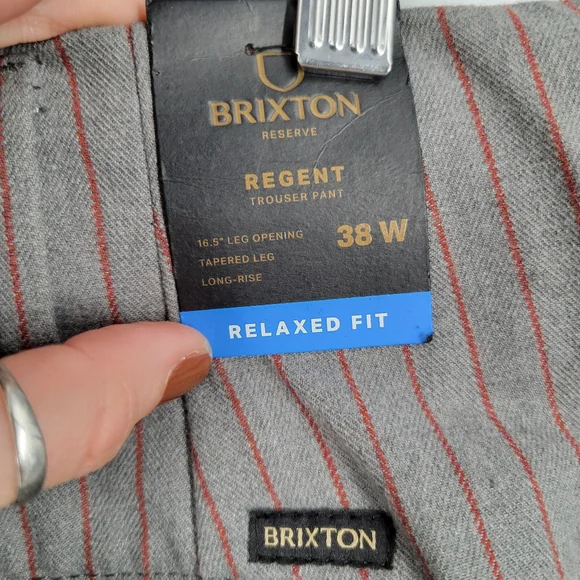 BRIXTON
RESERVE
REGENT
TROUSER PANT
16.5" LEG OPENING
TAPERED LEG
LONG-RISE
38 W
RELAXED FIT
BRIXTON